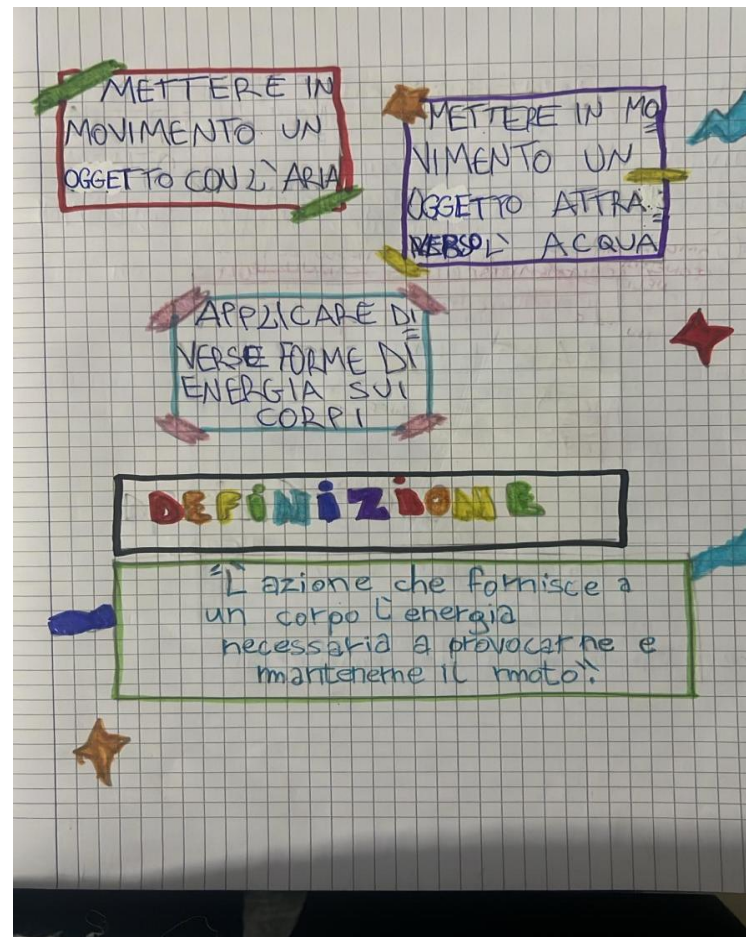 METTERE IN
MOVIMENTO UN
OGGETTO CON L'ARIA
METTERE IN MO
VIMENTO UN
OGGETTO ATTRA
VERSO L' ACQUA
APPLICARE DI
VERSE FORME DI
ENERGIA SUI
CORPI
DEFINIZIONE
"L'azione che fornisce a
un corpo l'energia
necessaria a provocarne e
mantenerne il moto".